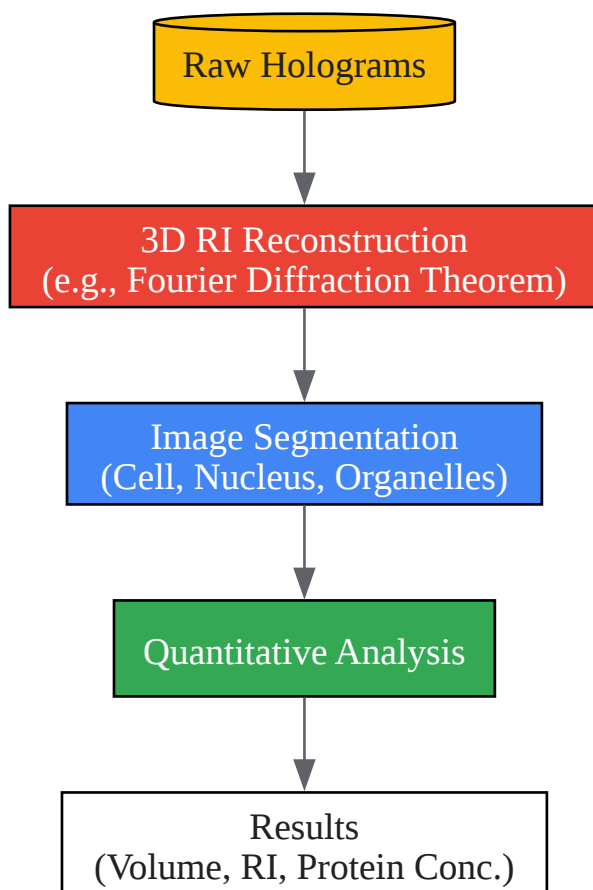 Raw Holograms
3D RI Reconstruction
(e.g., Fourier Diffraction Theorem)
Image Segmentation
(Cell, Nucleus, Organelles)
Quantitative Analysis
Results
(Volume, RI, Protein Conc.)